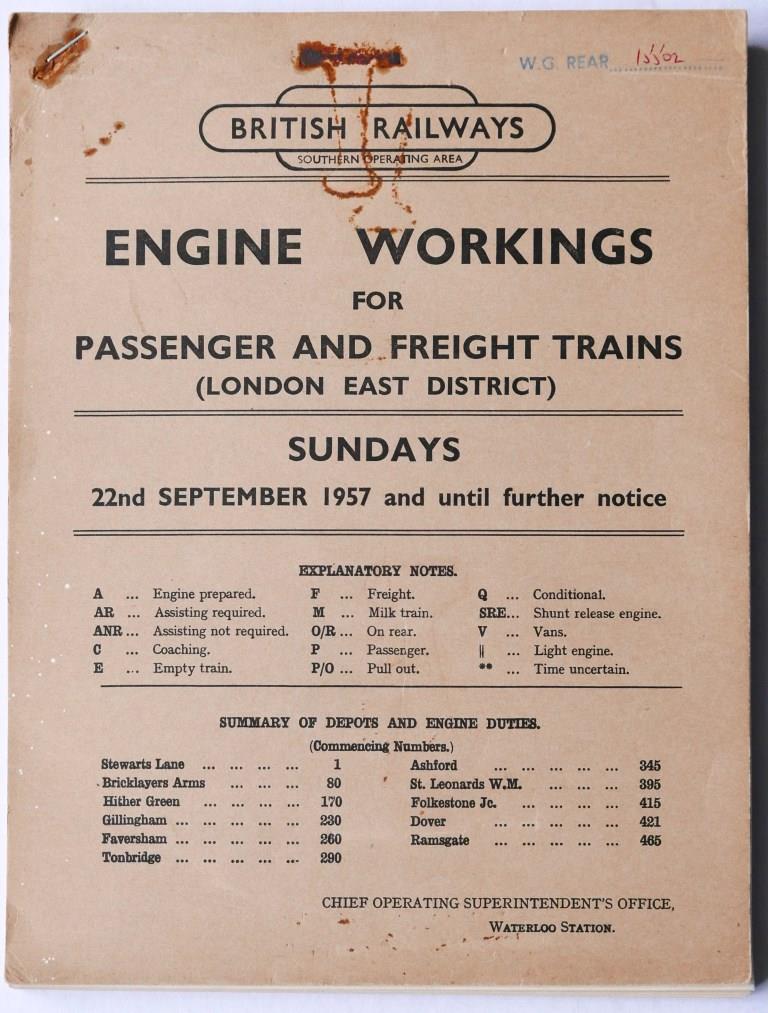 W.G. REAR
BRITISH RAILWAYS
SOUTHERN OPERATING AREA
ENGINE WORKINGS
FOR
PASSENGER AND FREIGHT TRAINS
(LONDON EAST DISTRICT)
SUNDAYS
22nd SEPTEMBER 1957 and until further notice
EXPLANATORY NOTES.
A ... Engine prepared. F ... Freight. Q ... Conditional.
AR ... Assisting required. M ... Milk train. SRE... Shunt release engine.
ANR ... Assisting not required. O/R ... On rear. V ... Vans.
C ... Coaching. P ... Passenger. || ... Light engine.
E ... Empty train. P/O ... Pull out. ** ... Time uncertain.
SUMMARY OF DEPOTS AND ENGINE DUTIES.
(Commencing Numbers.)
Stewarts Lane ... ... ... ... 1 Ashford ... ... ... ... ... 345
Bricklayers Arms ... ... ... 80 St. Leonards W.M. ... ... ... 395
Hither Green ... ... ... ... 170 Folkestone Jc. ... ... ... ... 415
Gillingham ... ... ... ... ... 230 Dover ... ... ... ... ... 421
Faversham ... ... ... ... ... 260 Ramsgate ... ... ... ... ... 465
Tonbridge ... ... ... ... ... 290
CHIEF OPERATING SUPERINTENDENT'S OFFICE,
WATERLOO STATION.